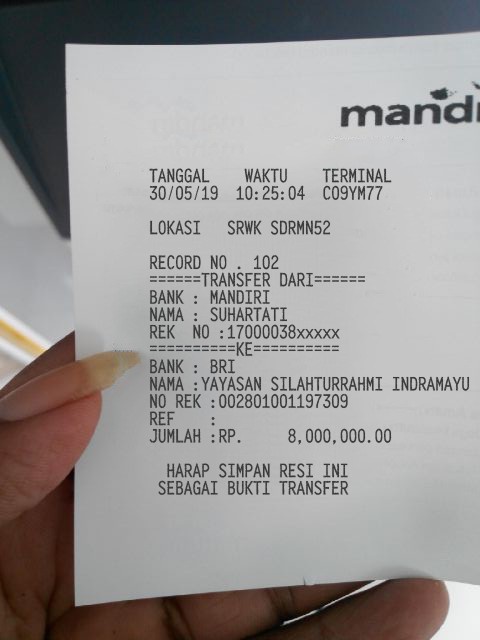 mandi
TANGGAL WAKTU TERMINAL
30/05/19 10:25:04 C09YM77
LOKASI SRWK SDRMN52
RECORD NO . 102
======TRANSFER DARI======
BANK : MANDIRI
NAMA : SUHARTATI
REK NO :17000038xxxxx
==========KE==========
BANK : BRI
NAMA :YAYASAN SILAHTURRAHMI INDRAMAYU
NO REK :002801001197309
REF :
JUMLAH :RP. 8,000,000.00
HARAP SIMPAN RESI INI
SEBAGAI BUKTI TRANSFER